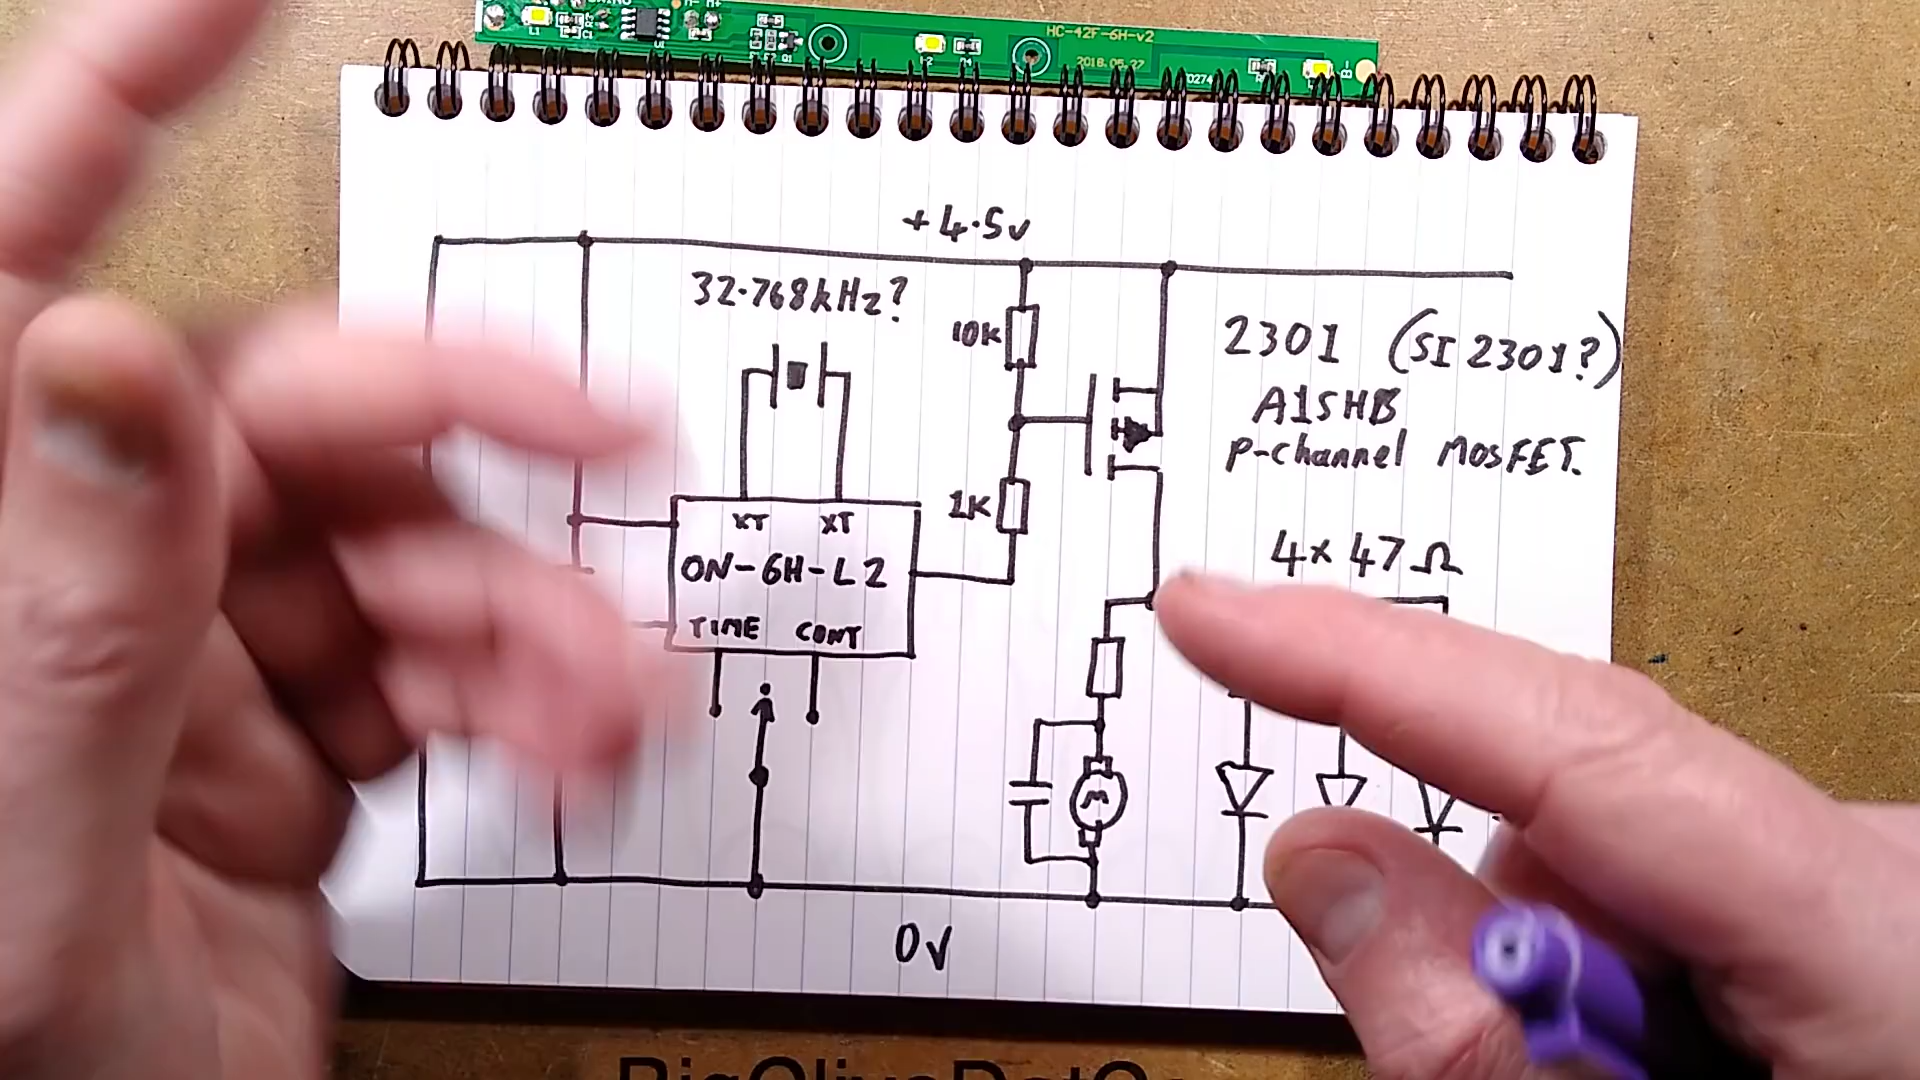 HC-42F-6H-v2
2018.05.27
+4.5v
32.768kHz?
10K
2301 (SI 2301?)
A1SHB
P-channel MOSFET.
1K
XT XT
ON-6H-L2
4x 47Ω
TIME CONT
M
0V
BigCliveDotCo